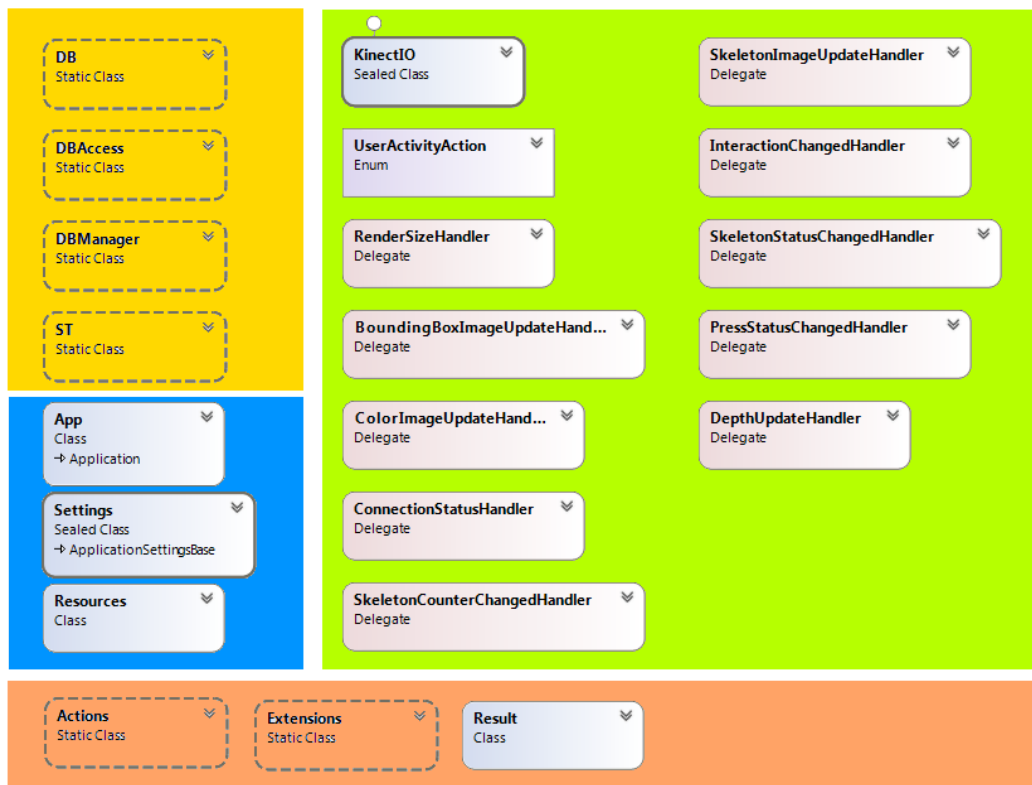 DB
Static Class
DBAccess
Static Class
DBManager
Static Class
ST
Static Class
App
Class
→ Application
Settings
Sealed Class
→ ApplicationSettingsBase
Resources
Class
KinectIO
Sealed Class
UserActivityAction
Enum
RenderSizeHandler
Delegate
BoundingBoxImageUpdateHand...
Delegate
ColorImageUpdateHand...
Delegate
ConnectionStatusHandler
Delegate
SkeletonCounterChangedHandler
Delegate
SkeletonImageUpdateHandler
Delegate
InteractionChangedHandler
Delegate
SkeletonStatusChangedHandler
Delegate
PressStatusChangedHandler
Delegate
DepthUpdateHandler
Delegate
Actions
Static Class
Extensions
Static Class
Result
Class